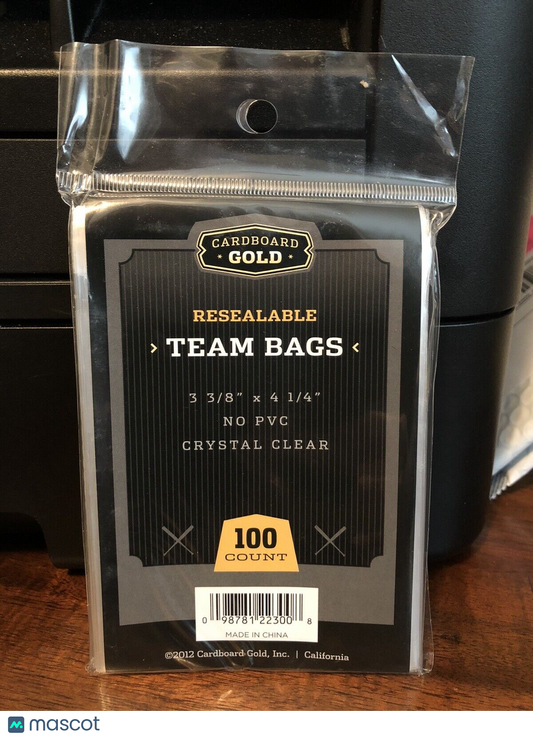 CARDBOARD
GOLD
RESEALABLE
› TEAM BAGS ‹
3 3/8" x 4 1/4"
NO PVC
CRYSTAL CLEAR
100
COUNT
0 98781 22300 8
MADE IN CHINA
©2012 Cardboard Gold, Inc. | California
mascot